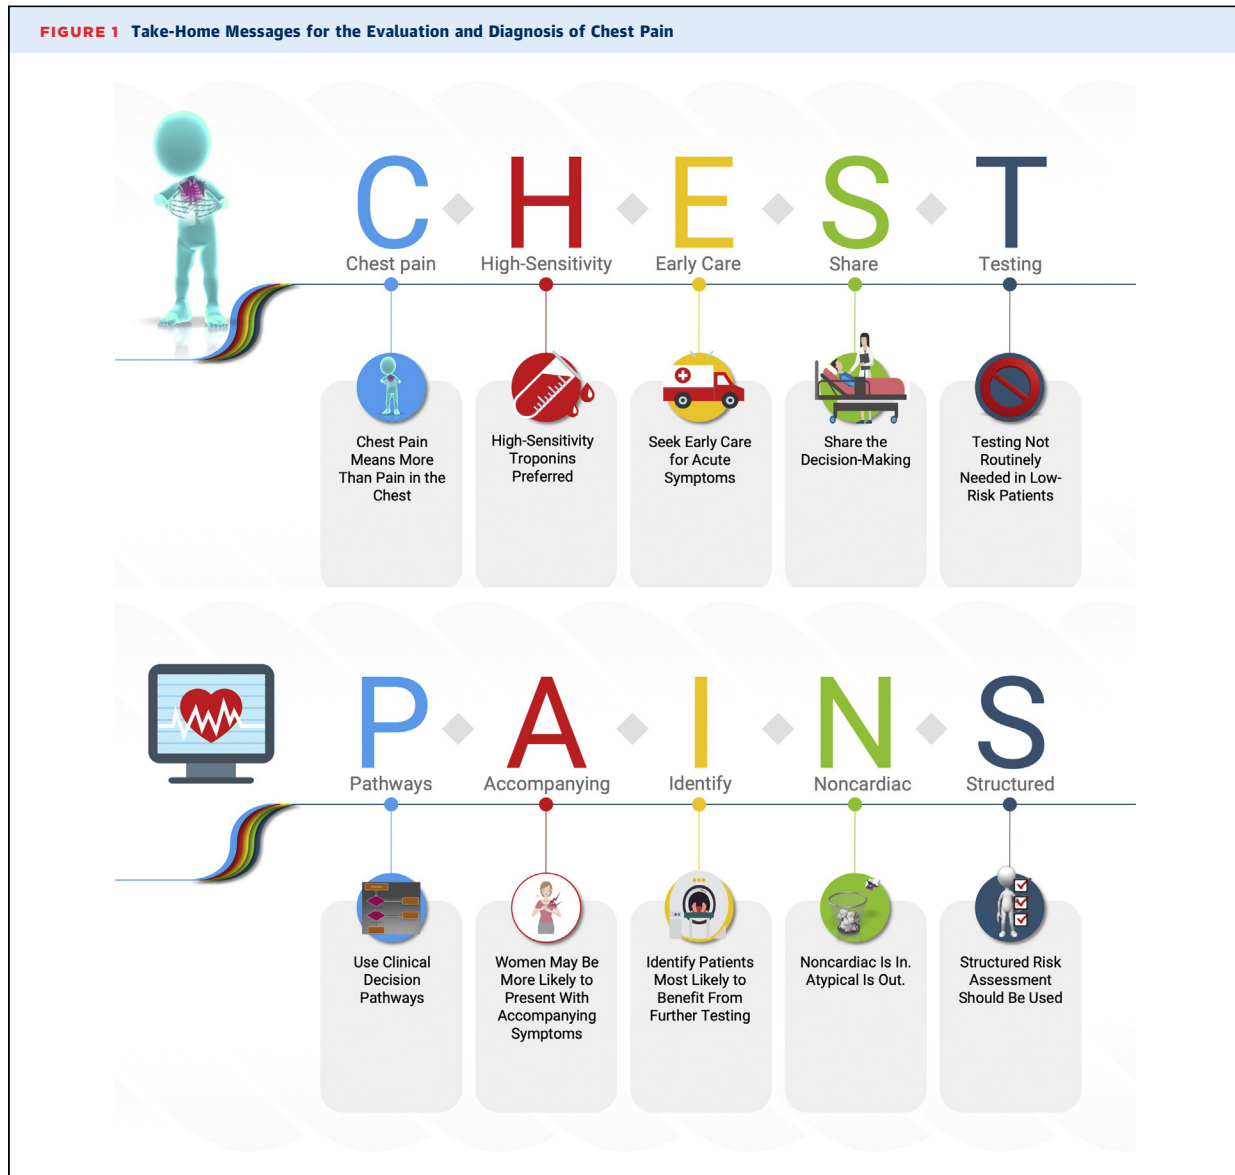 FIGURE 1 Take-Home Messages for the Evaluation and Diagnosis of Chest Pain
C H E S T
Chest pain High-Sensitivity Early Care Share Testing
Chest Pain
Means More
Than Pain in the
Chest
High-Sensitivity
Troponins
Preferred
Seek Early Care
for Acute
Symptoms
Share the
Decision-Making
Testing Not
Routinely
Needed in Low-
Risk Patients
P A I N S
Pathways Accompanying Identify Noncardiac Structured
Use Clinical
Decision
Pathways
Women May Be
More Likely to
Present With
Accompanying
Symptoms
Identify Patients
Most Likely to
Benefit From
Further Testing
Noncardiac Is In.
Atypical Is Out.
Structured Risk
Assessment
Should Be Used